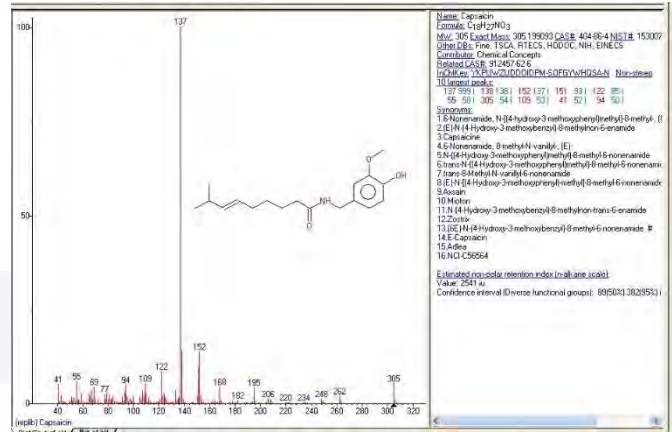 100
137
50
O
OH
NH
O
152
122
41 55 69 77 94 109 168 182 195 206 220 234 248 262 305
0
40 60 80 100 120 140 160 180 200 220 240 260 280 300 320
(replib) Capsaicin
Name: Capsaicin
Formula: C18H27NO3
MW: 305 Exact Mass: 305.199093 CAS#: 404-86-4 NIST#: 153007
Other DBs: Fine, TSCA, RTECS, HODOC, NIH, EINECS
Contributor: Chemical Concepts
Related CAS#: 912457-62-6
InChIKey: YKPUWZUDDOIDPM-SOFGYWHQSA-N Non-stereo
10 largest peaks:
137 999 | 138 138 | 152 137 | 151 93 | 122 85 |
55 58 | 305 54 | 109 53 | 41 52 | 94 50 |
Synonyms:
1.6-Nonenamide, N-[(4-hydroxy-3-methoxyphenyl)methyl]-8-methyl-,
2.(E)-N-(4-Hydroxy-3-methoxybenzyl)-8-methylnon-6-enamide
3.Capsaicine
4.6-Nonenamide, 8-methyl-N-vanillyl-, (E)-
5.N-[(4-Hydroxy-3-methoxyphenyl)methyl]-8-methyl-6-nonenamide
6.trans-N-[(4-Hydroxy-3-methoxyphenyl)methyl]-8-methyl-6-nonenamic
7.trans-8-Methyl-N-vanillyl-6-nonenamide
8.(E)-N-[(4-Hydroxy-3-methoxyphenyl)methyl]-8-methyl-6-nonenamide
9.Axsain
10.Mioton
11.N-(4-Hydroxy-3-methoxybenzyl)-8-methylnon-trans-6-enamide
12.Zostrix
13.(6E)-N-(4-Hydroxy-3-methoxybenzyl)-8-methyl-6-nonenamide #
14.E-Capsaicin
15.Adlea
16.NCI-C56564
Estimated non-polar retention index (n-alkane scale):
Value: 2541 iu
Confidence interval (Diverse functional groups): 89(50%) 382(95%) i